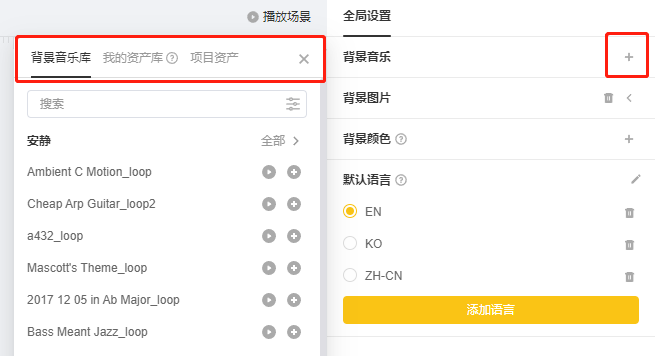 播放场景
背景音乐库 我的资产库 项目资产
搜索
安静 全部
Ambient C Motion_loop
Cheap Arp Guitar_loop2
a432_loop
Mascott's Theme_loop
2017 12 05 in Ab Major_loop
Bass Meant Jazz_loop
全局设置
背景音乐
背景图片
背景颜色
默认语言
EN
KO
ZH-CN
添加语言